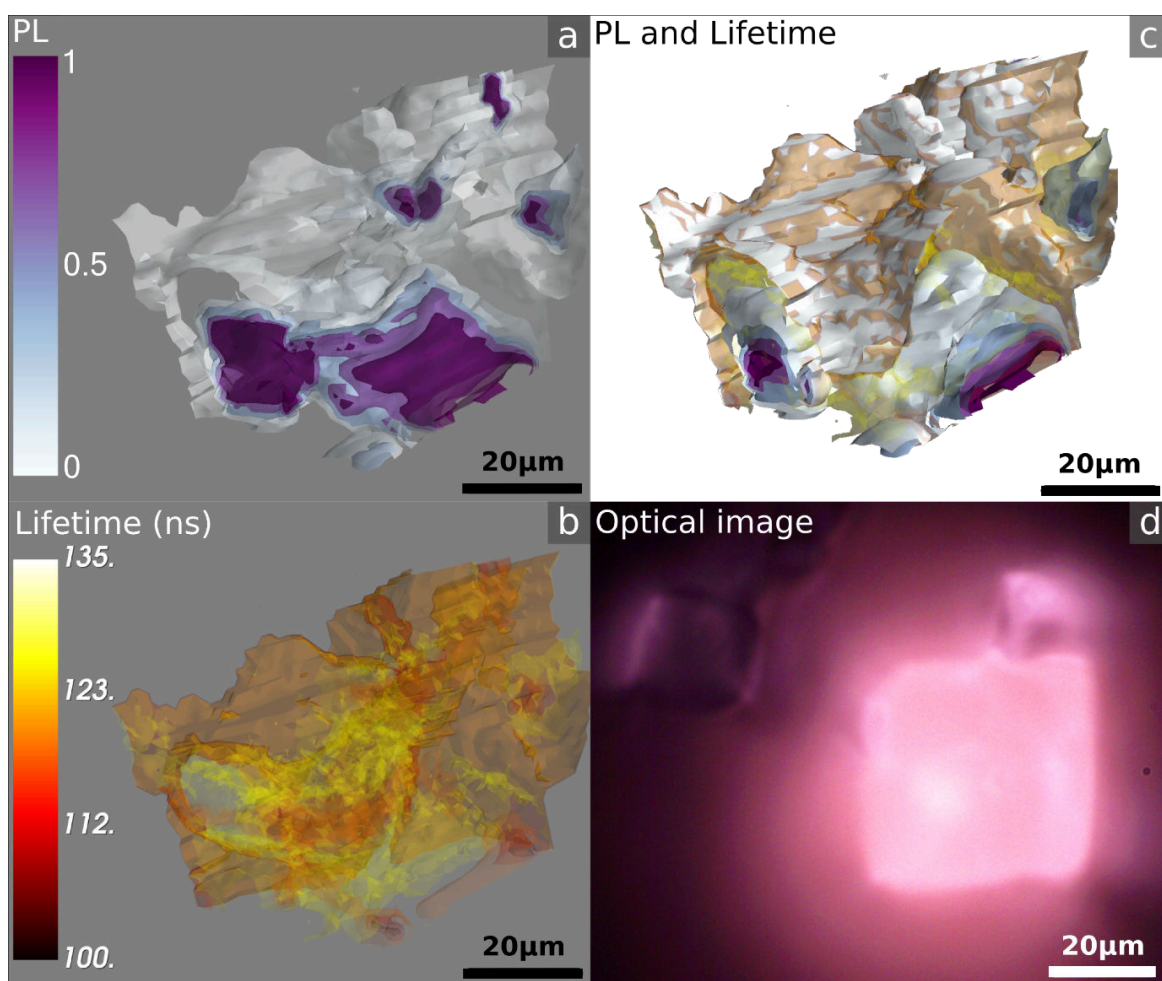 PL
a
1
0.5
0
20µm
PL and Lifetime
c
20µm
Lifetime (ns)
b
135.
123.
112.
100.
20µm
Optical image
d
20µm